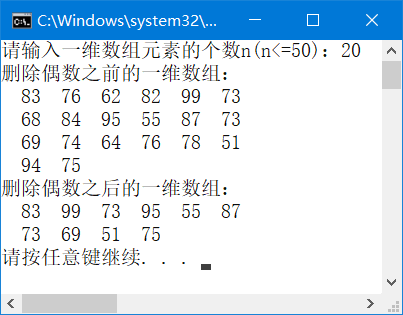 C:\Windows\system32\"...
请输入一维数组元素的个数n(n<=50)：20
删除偶数之前的一维数组：
83 76 62 82 99 73
68 84 95 55 87 73
69 74 64 76 78 51
94 75
删除偶数之后的一维数组：
83 99 73 95 55 87
73 69 51 75
请按任意键继续. . .